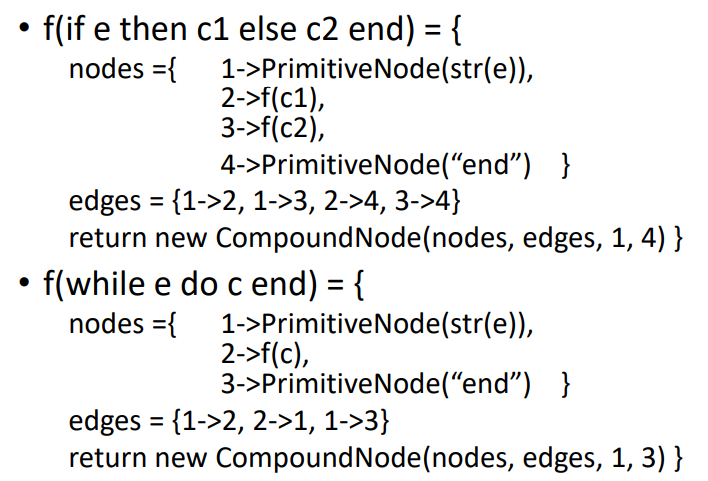 • f(if e then c1 else c2 end) = {
nodes ={ 1->PrimitiveNode(str(e)),
2->f(c1),
3->f(c2),
4->PrimitiveNode(“end”) }
edges = {1->2, 1->3, 2->4, 3->4}
return new CompoundNode(nodes, edges, 1, 4) }
• f(while e do c end) = {
nodes ={ 1->PrimitiveNode(str(e)),
2->f(c),
3->PrimitiveNode(“end”) }
edges = {1->2, 2->1, 1->3}
return new CompoundNode(nodes, edges, 1, 3) }